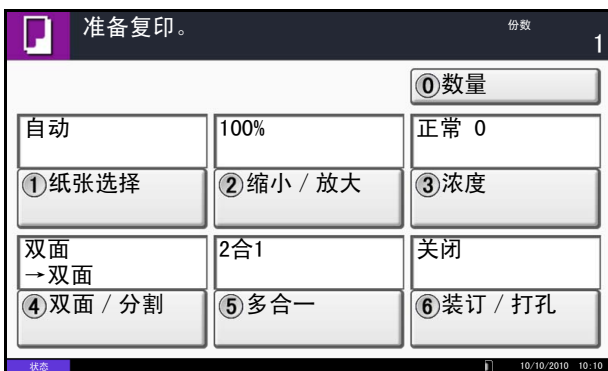 准备复印。
份数
1
⓪数量
自动
100%
正常 0
①纸张选择
②缩小 / 放大
③浓度
双面
→双面
2合1
关闭
④双面 / 分割
⑤多合一
⑥装订 / 打孔
状态
10/10/2010 10:10